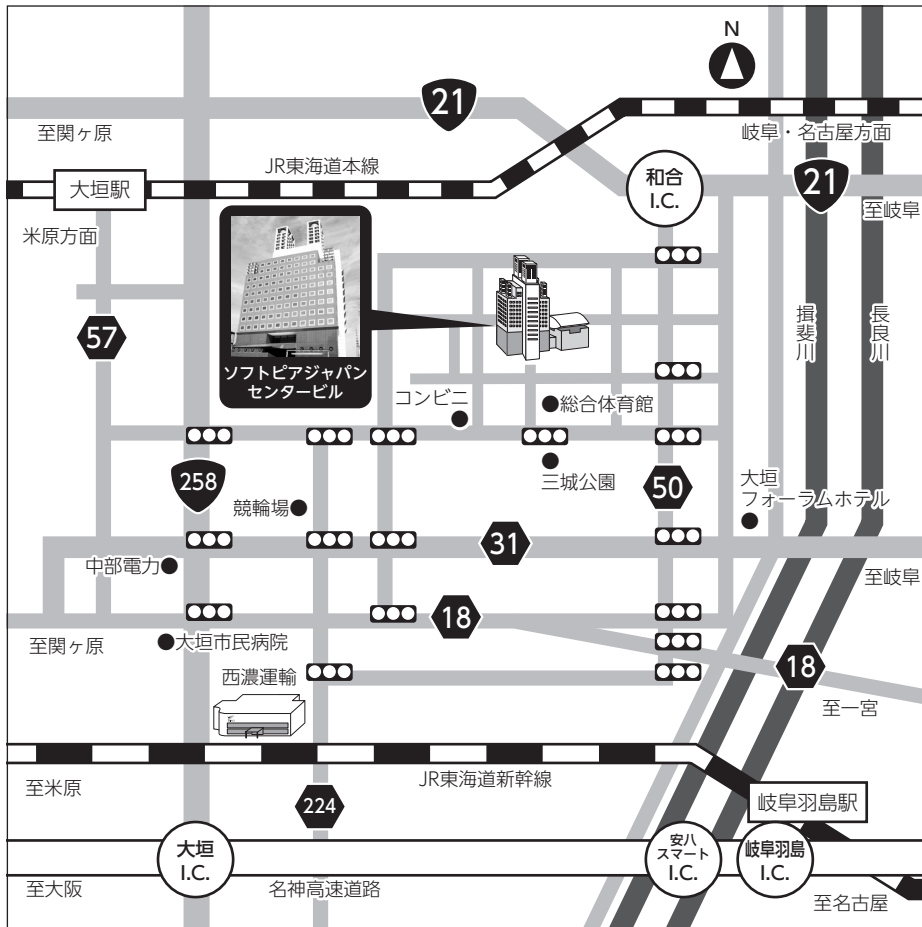 N
21
至関ヶ原
岐阜・名古屋方面
JR東海道本線
大垣駅
和合
I.C.
21
至岐阜
米原方面
57
ソフトピアジャパン
センタービル
揖斐川
長良川
コンビニ
総合体育館
258
三城公園
50
大垣
フォーラムホテル
競輪場
31
中部電力
至岐阜
18
至関ヶ原
大垣市民病院
18
西濃運輸
至一宮
至米原
JR東海道新幹線
224
岐阜羽島駅
大垣
I.C.
安八
スマート
I.C.
岐阜羽島
I.C.
至大阪
名神高速道路
至名古屋